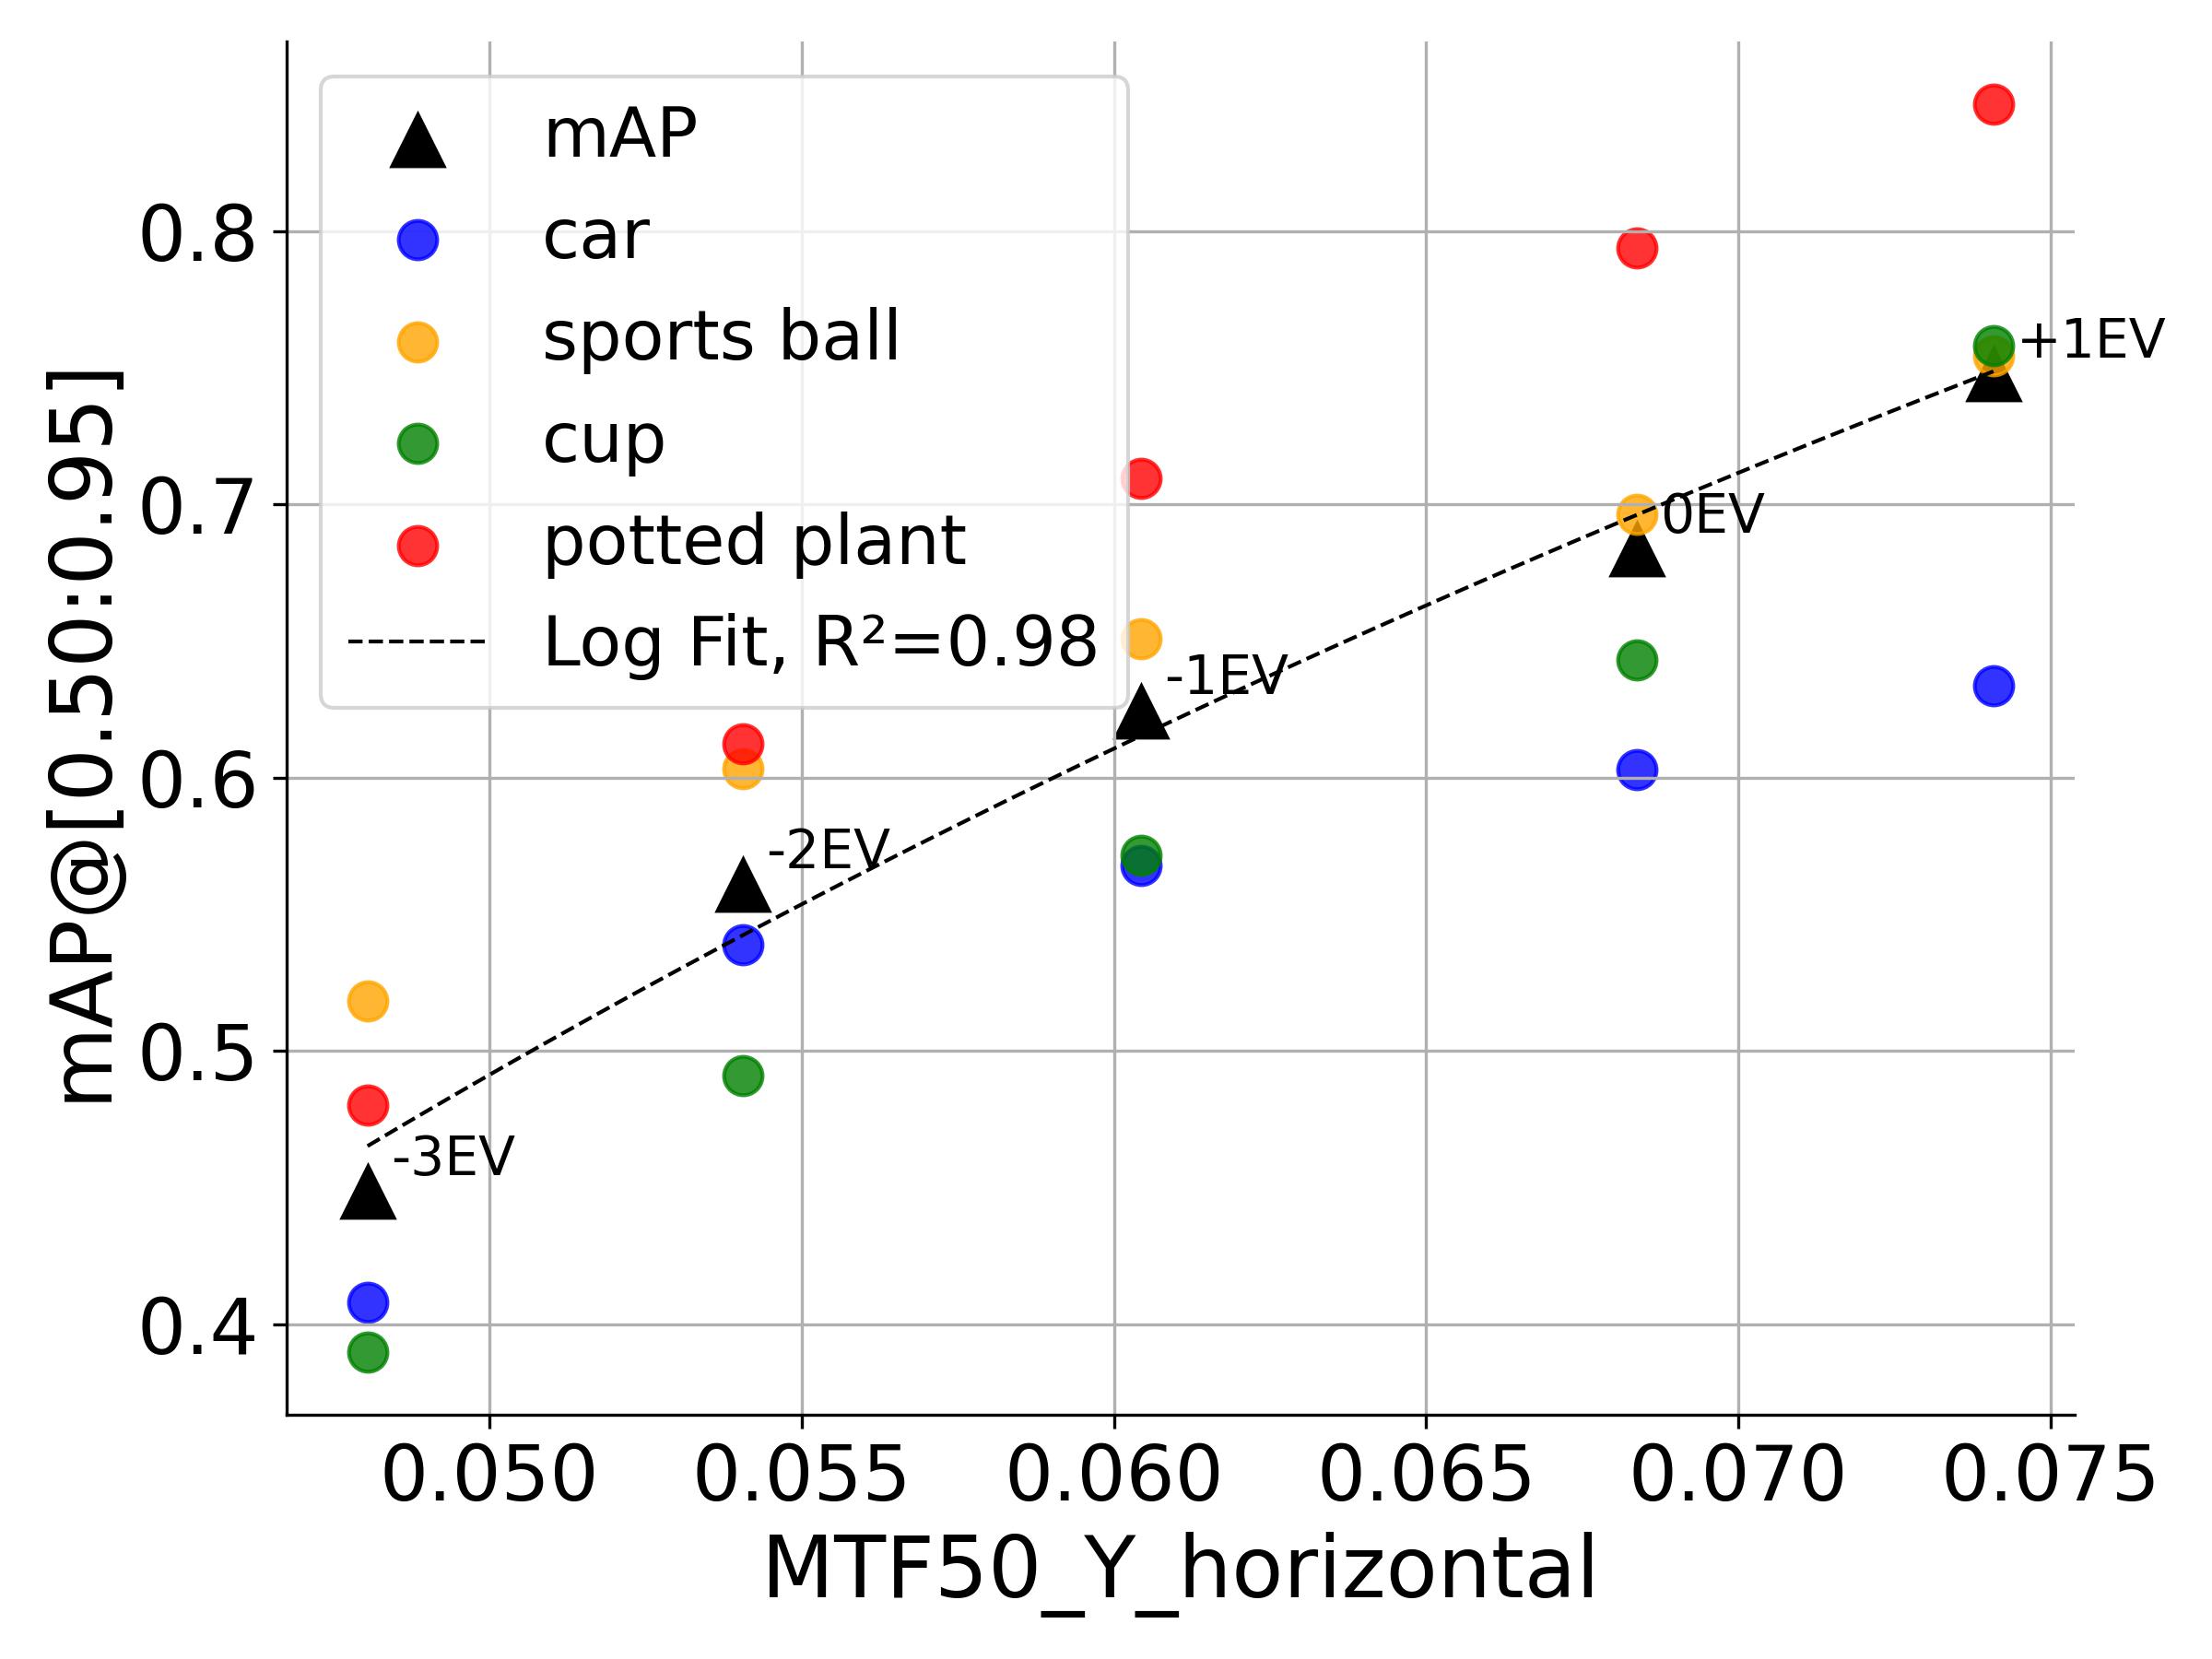 mAP
car
sports ball
cup
potted plant
Log Fit, R²=0.98
+1EV
0EV
-1EV
-2EV
-3EV
0.8
0.7
0.6
0.5
0.4
mAP@[0.50:0.95]
0.050 0.055 0.060 0.065 0.070 0.075
MTF50_Y_horizontal